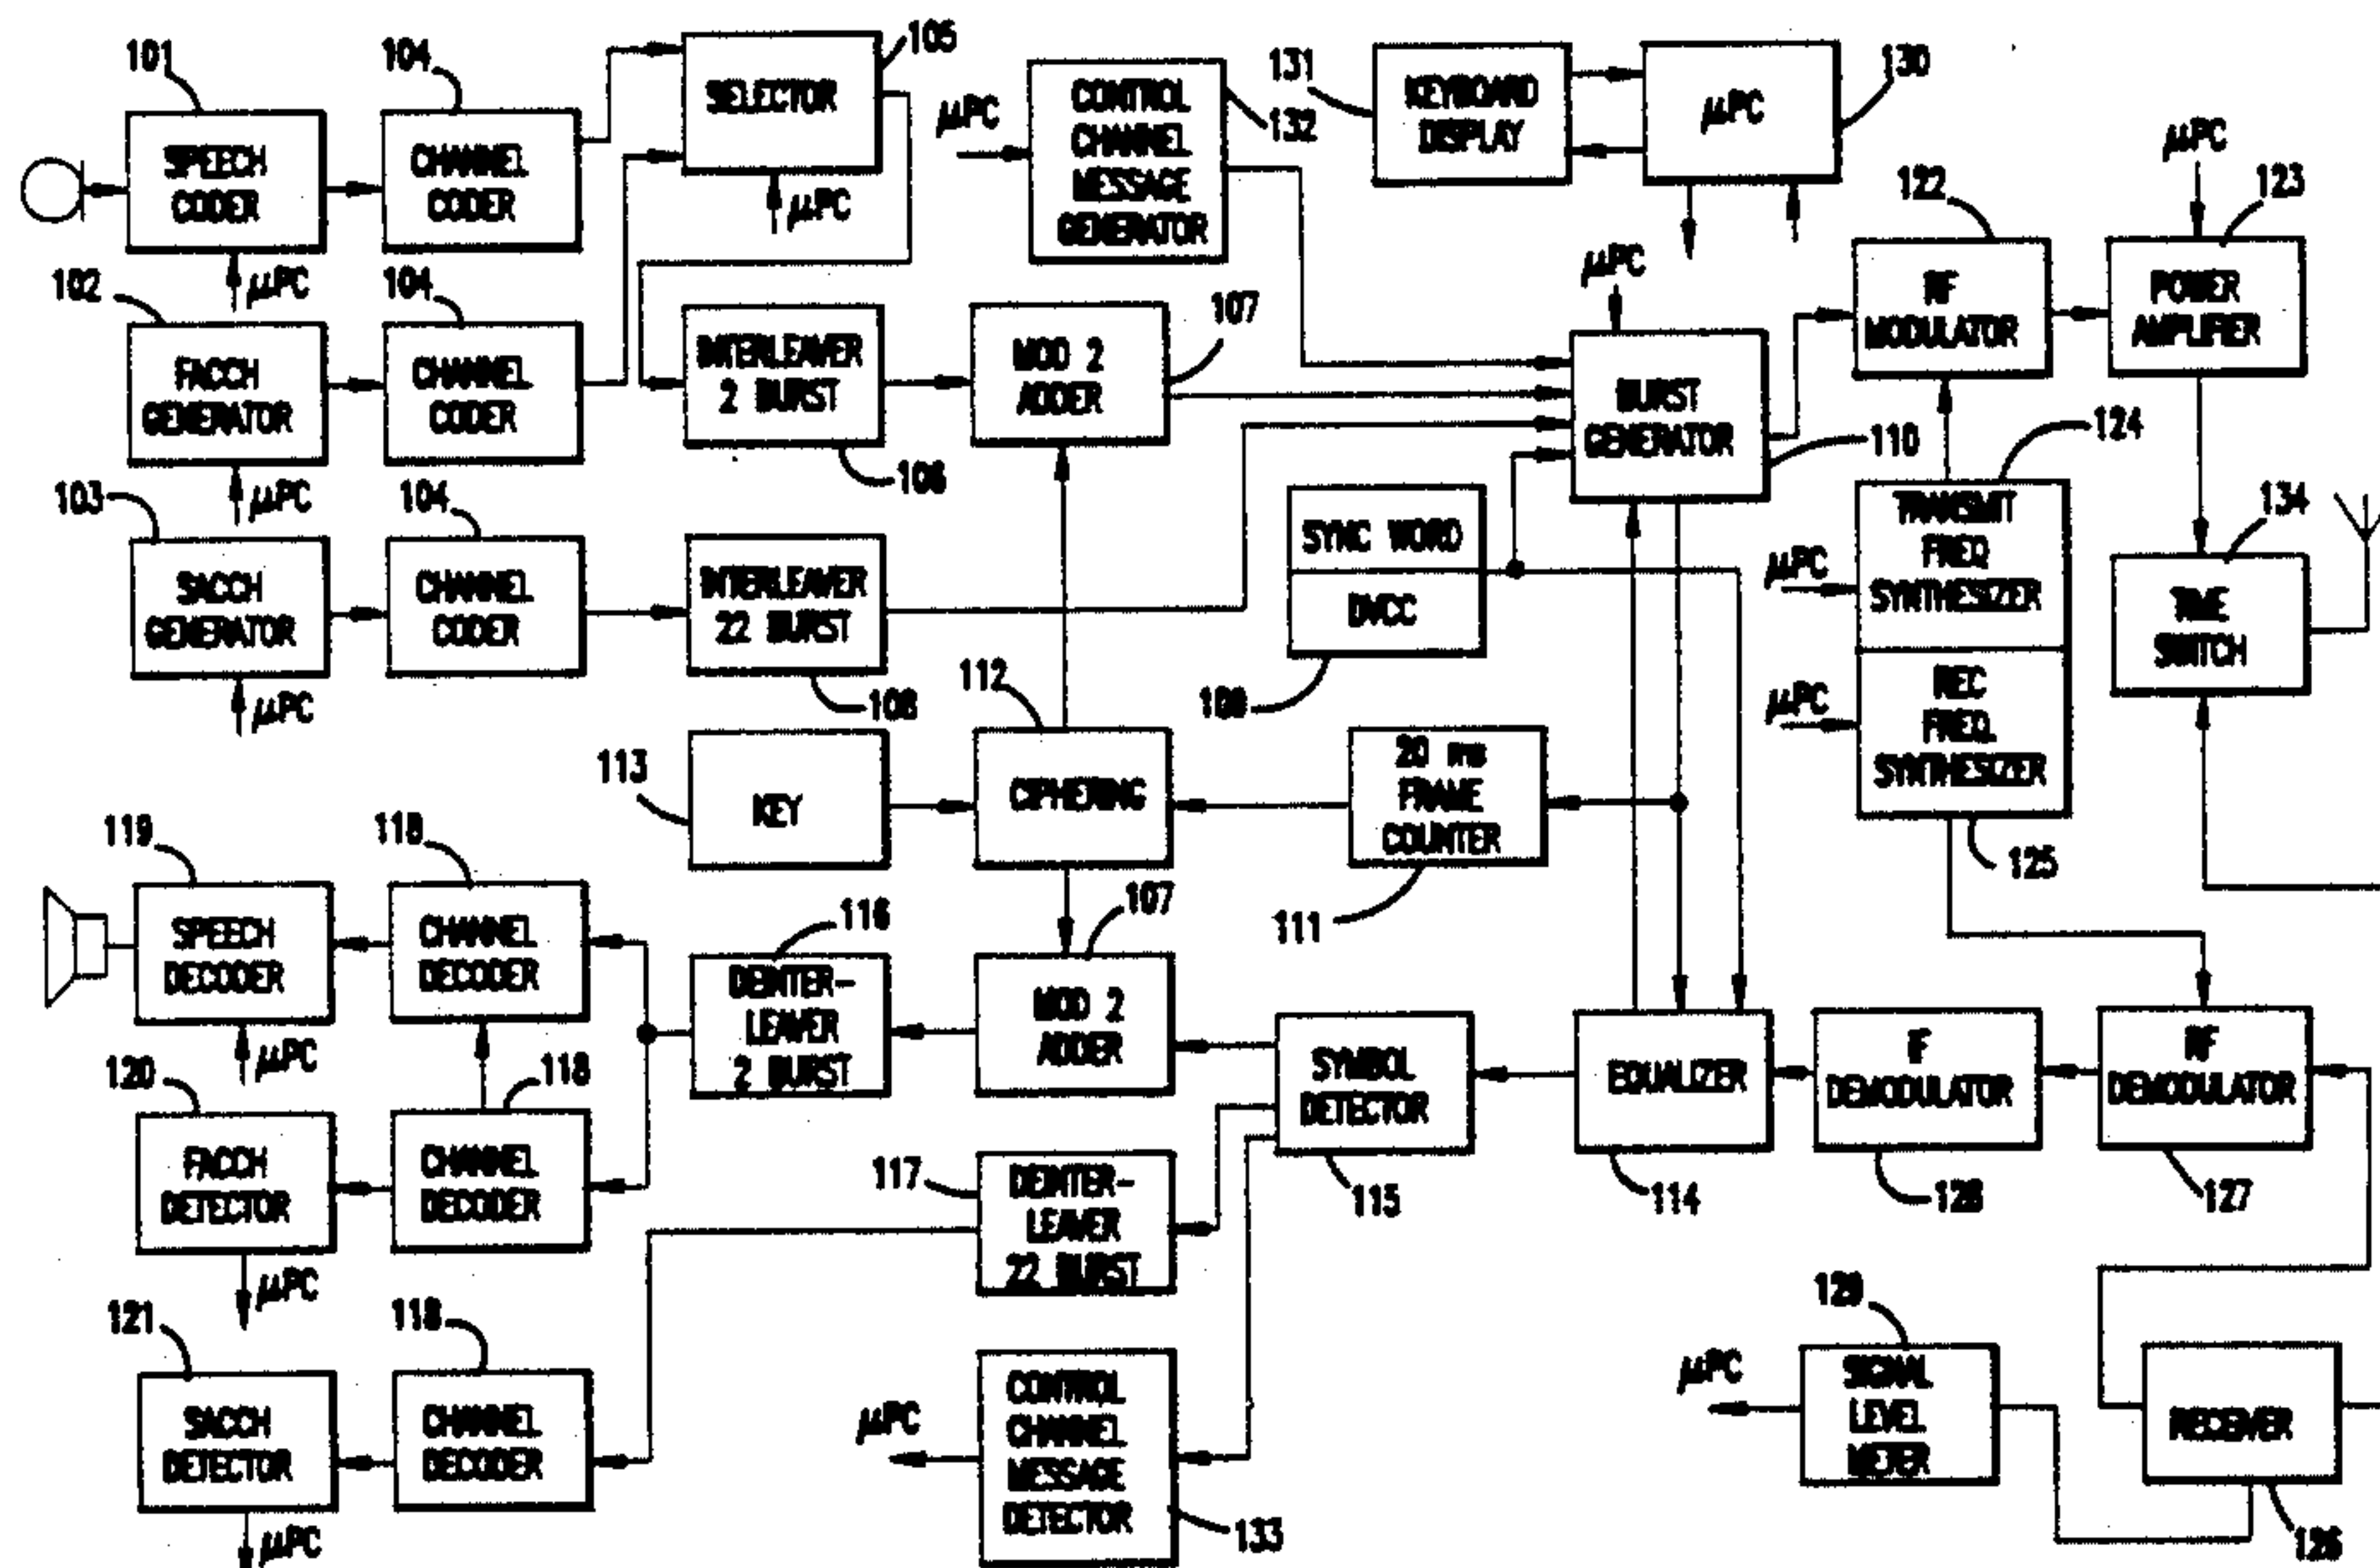 101
SPEECH
CODER
μPC
104
CHANNEL
CODER
105
SELECTOR
μPC
μPC
CONTROL
CHANNEL
MESSAGE
GENERATOR
132
131
KEYBOARD
DISPLAY
μPC
130
102
FACCH
GENERATOR
μPC
104
CHANNEL
CODER
INTERLEAVER
2 BURST
106
MOD 2
ADDER
107
μPC
BURST
GENERATOR
110
122
RF
MODULATOR
μPC
123
POWER
AMPLIFIER
103
SACCH
GENERATOR
μPC
104
CHANNEL
CODER
INTERLEAVER
22 BURST
108
SYNC WORD
DVCC
109
124
TRANSMIT
FREQ
SYNTHESIZER
μPC
REC
FREQ.
SYNTHESIZER
μPC
125
134
TIME
SWITCH
113
KEY
112
CIPHERING
20 ms
FRAME
COUNTER
111
119
SPEECH
DECODER
μPC
118
CHANNEL
DECODER
116
DEINTER-
LEAVER
2 BURST
107
MOD 2
ADDER
SYMBOL
DETECTOR
115
EQUALIZER
114
IF
DEMODULATOR
128
RF
DEMODULATOR
127
120
FACCH
DETECTOR
μPC
118
CHANNEL
DECODER
117
DEINTER-
LEAVER
22 BURST
121
SACCH
DETECTOR
μPC
118
CHANNEL
DECODER
μPC
CONTROL
CHANNEL
MESSAGE
DETECTOR
133
μPC
129
SIGNAL
LEVEL
METER
RECEIVER
126